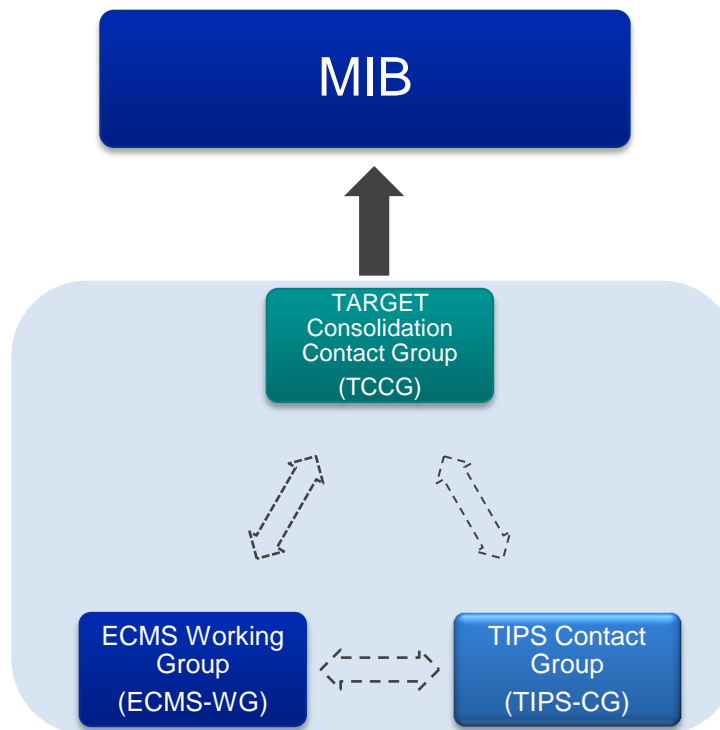 MIB
TARGET
Consolidation
Contact Group
(TCCG)
ECMS Working
Group
(ECMS-WG)
TIPS Contact
Group
(TIPS-CG)